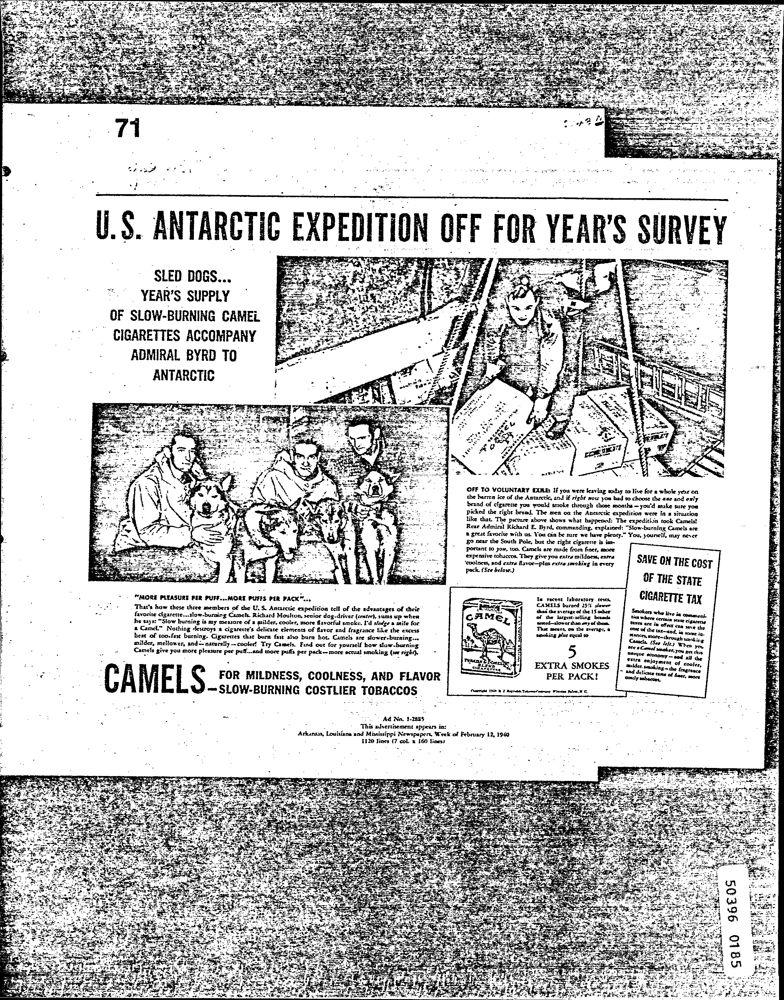 71
U.S. ANTARCTIC EXPEDITION OFF FOR YEAR'S SURVEY
SLED DOGS...
YEAR'S SUPPLY
OF SLOW-BURNING CAMEL
CIGARETTES ACCOMPANY
ADMIRAL BYRD TO
ANTARCTIC
OFF TO VOLUNTARY EXILE! If you were leaving today to live for a whole year on
the barren ice of the Antarctic, and if right now you had to choose the one and only
brand of cigarette you would smoke through those months—you'd make sure you
picked the right brand. The men on the Antarctic expedition were in a situation
like that. The picture above shows what happened: The expedition took Camels!
Rear Admiral Richard E. Byrd, commanding, explained: "Slow-burning Camels are
a great favorite with us. You can be sure we have plenty." You, yourself, may never
go near the South Pole, but the right cigarette is im-
portant to you, too. Camels are made from finer, more
expensive tobaccos. They give you extra mildness, extra
coolness, and extra flavor—plus extra smoking in every
pack. (See below.)
"MORE PLEASURE PER PUFF...MORE PUFFS PER PACK"...
That's how these three members of the U. S. Antarctic expedition tell of the advantages of their
favorite cigarette...slow-burning Camels. Richard Moulton, senior dog-driver (center), sums up when
he says: "Slow burning is my measure of a milder, cooler, more flavorful smoke. I'd sledge a mile for
a Camel." Nothing destroys a cigarette's delicate elements of flavor and fragrance like the excess
heat of too-fast burning. Cigarettes that burn fast also burn hot. Camels are slower-burning...
milder, mellower, and—naturally—cooler! Try Camels. Find out for yourself how slow-burning
Camels give you more pleasure per puff...and more puffs per pack—more actual smoking (see right).
CAMEL
In recent laboratory tests,
CAMELS burned 25% slower
than the average of the 15 other
of the largest-selling brands
tested—slower than any of them.
That means, on the average, a
smoking plus equal to
5
EXTRA SMOKES
PER PACK!
SAVE ON THE COST
OF THE STATE
CIGARETTE TAX
Smokers who live in communi-
ties where certain state cigarette
taxes are in effect can save the
cost of the tax—and, in some in-
stances, more—through smoking
Camels. (See left.) When you
are a Camel smoker, you get this
unique economy—and all the
extra enjoyment of cooler,
milder smoking—the fragrance
and delicate taste of finer, more
costly tobaccos.
CAMELS—FOR MILDNESS, COOLNESS, AND FLAVOR
SLOW-BURNING COSTLIER TOBACCOS
Ad No. 1-2885
This advertisement appears in:
Arkansas, Louisiana and Mississippi Newspapers, Week of February 12, 1940
1120 lines (7 col. x 160 lines)
50396 0185